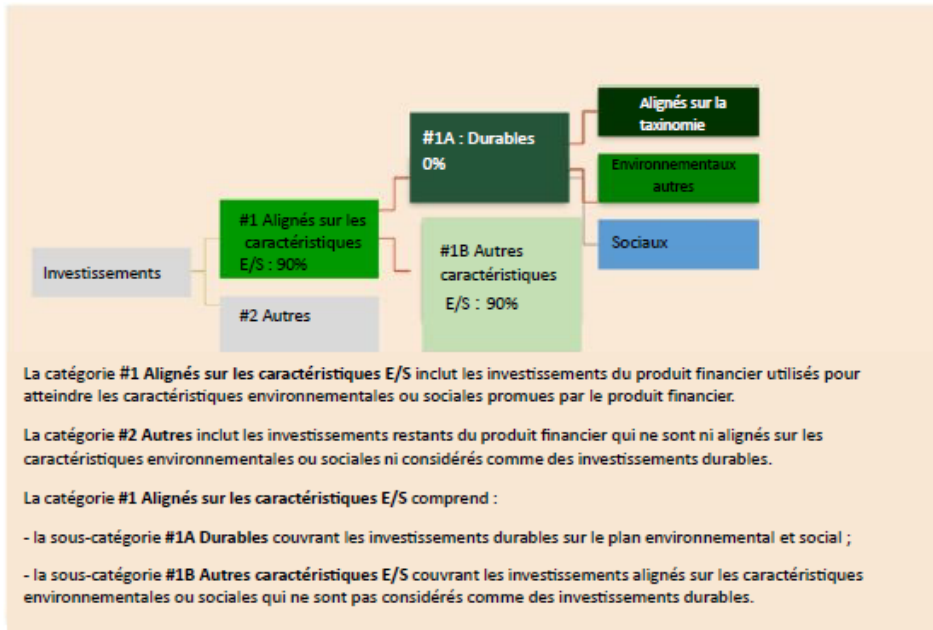 Alignés sur la
taxinomie
#1A : Durables
0%
Environnementaux
autres
#1 Alignés sur les
caractéristiques
E/S : 90%
Sociaux
#1B Autres
caractéristiques
E/S : 90%
Investissements
#2 Autres
La catégorie #1 Alignés sur les caractéristiques E/S inclut les investissements du produit financier utilisés pour
atteindre les caractéristiques environnementales ou sociales promues par le produit financier.
La catégorie #2 Autres inclut les investissements restants du produit financier qui ne sont ni alignés sur les
caractéristiques environnementales ou sociales ni considérés comme des investissements durables.
La catégorie #1 Alignés sur les caractéristiques E/S comprend :
- la sous-catégorie #1A Durables couvrant les investissements durables sur le plan environnemental et social ;
- la sous-catégorie #1B Autres caractéristiques E/S couvrant les investissements alignés sur les caractéristiques
environnementales ou sociales qui ne sont pas considérés comme des investissements durables.